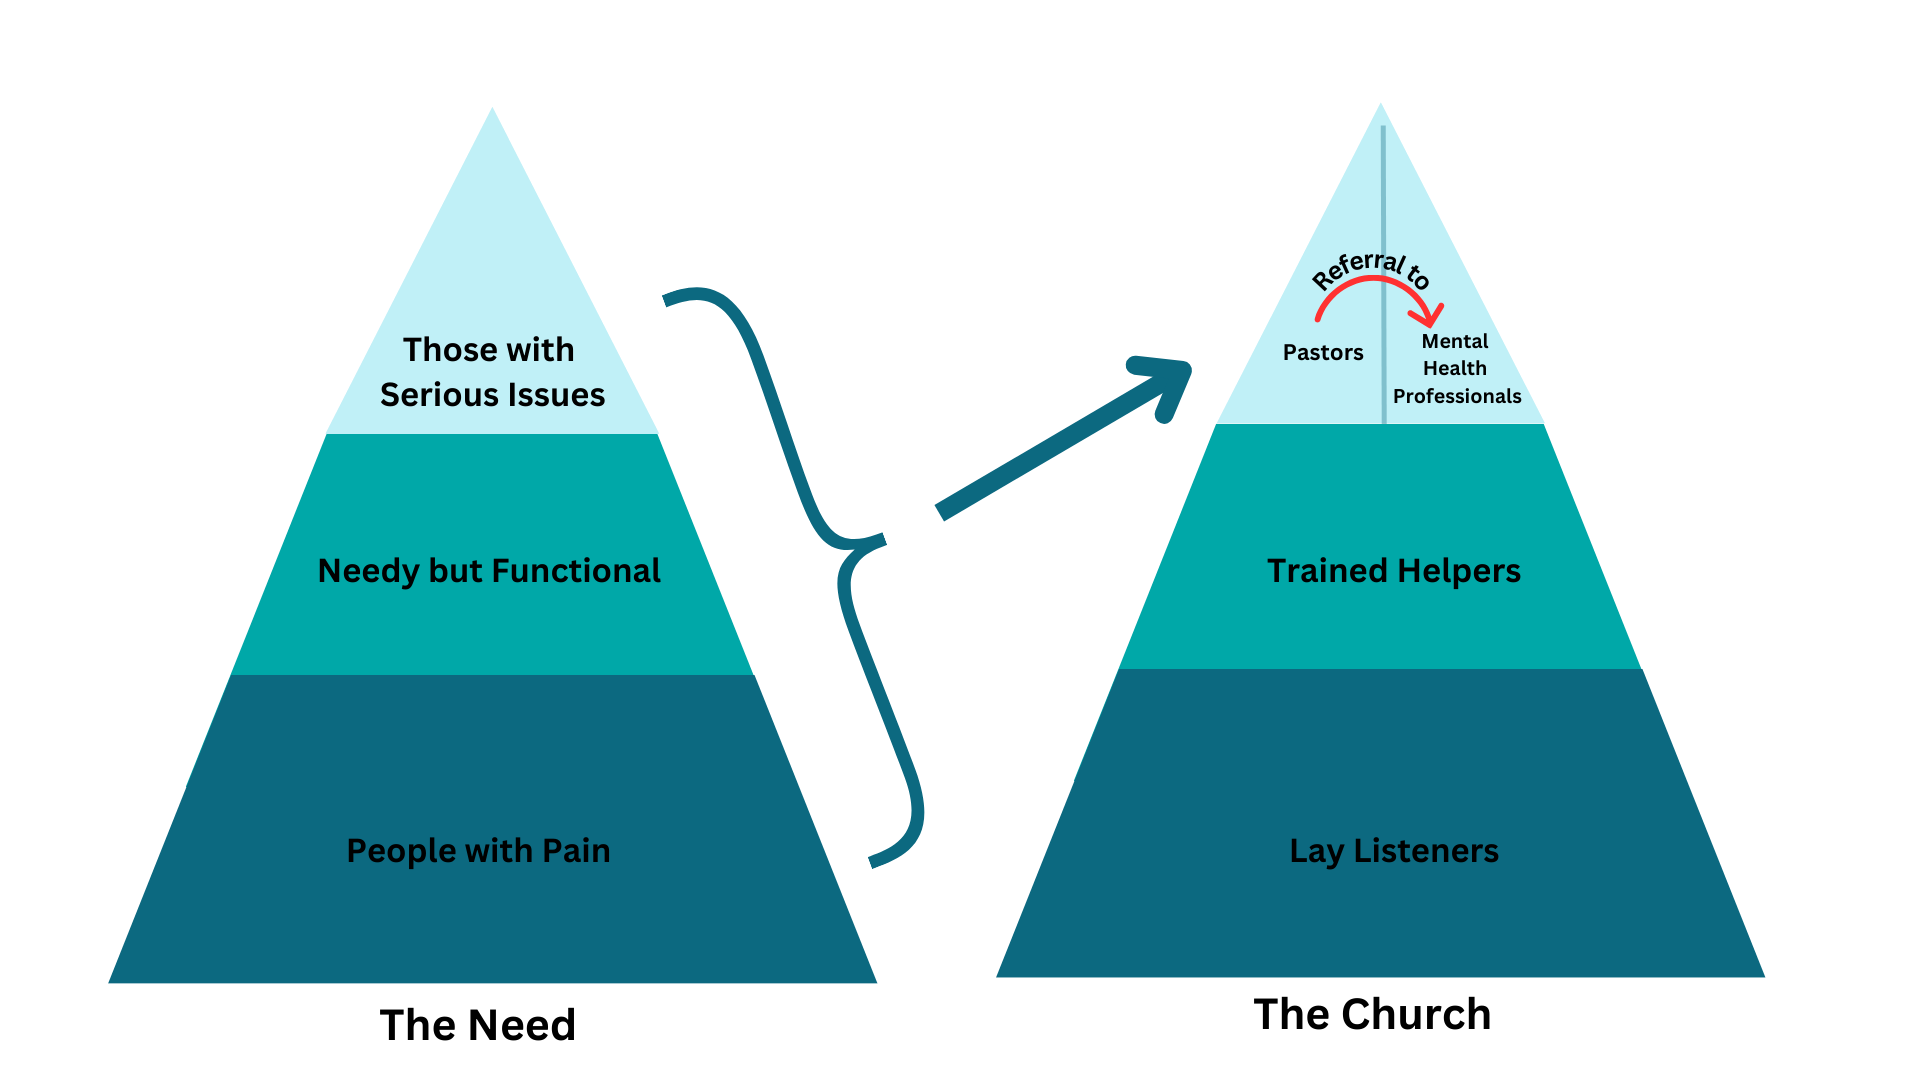 Those with
Serious Issues
Needy but Functional
People with Pain
The Need
Referral to
Pastors
Mental
Health
Professionals
Trained Helpers
Lay Listeners
The Church